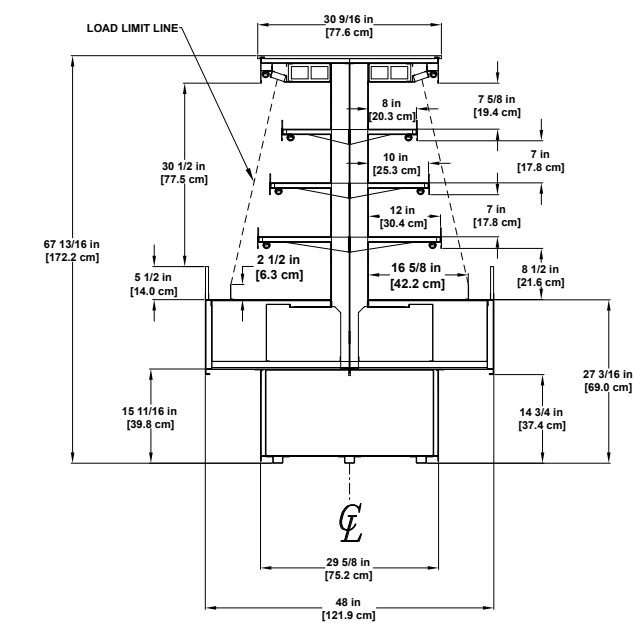 30 9/16 in
[77.6 cm]
LOAD LIMIT LINE
8 in
[20.3 cm]
7 5/8 in
[19.4 cm]
30 1/2 in
[77.5 cm]
10 in
[25.3 cm]
7 in
[17.8 cm]
12 in
[30.4 cm]
7 in
[17.8 cm]
67 13/16 in
[172.2 cm]
5 1/2 in
[14.0 cm]
2 1/2 in
[6.3 cm]
16 5/8 in
[42.2 cm]
8 1/2 in
[21.6 cm]
27 3/16 in
[69.0 cm]
15 11/16 in
[39.8 cm]
14 3/4 in
[37.4 cm]
CL
29 5/8 in
[75.2 cm]
48 in
[121.9 cm]